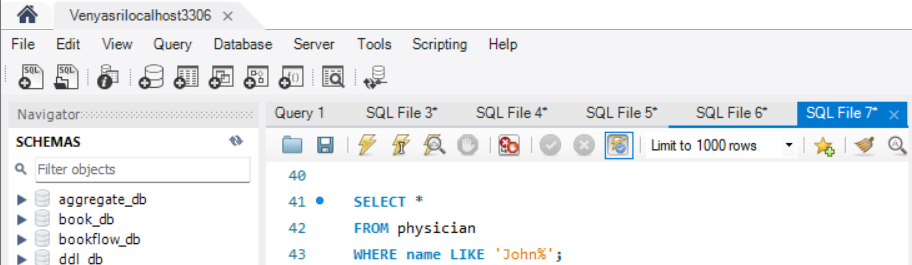 Venyasrilocalhost3306 ×
File Edit View Query Database Server Tools Scripting Help
SQL SQL
Navigator
Query 1 SQL File 3* SQL File 4* SQL File 5* SQL File 6* SQL File 7* ×
SCHEMAS
Limit to 1000 rows
Filter objects
aggregate_db
book_db
bookflow_db
ddl_db
40
41 SELECT *
42 FROM physician
43 WHERE name LIKE 'John%';